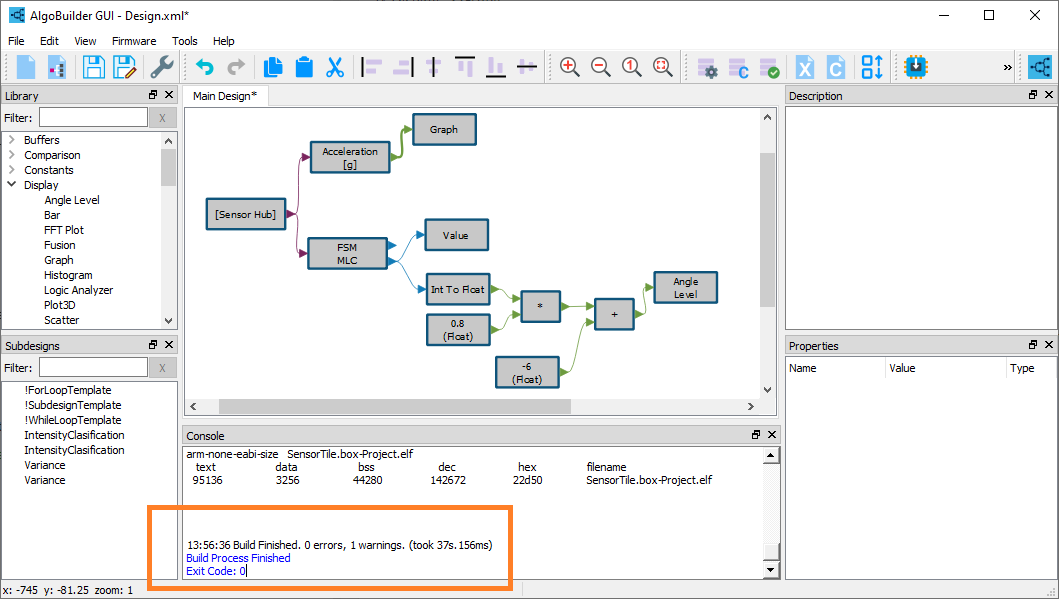 AlgoBuilder GUI - Design.xml*
File Edit View Firmware Tools Help
1 X C C X C »
Library
Filter: X
Buffers
Comparison
Constants
Display
Angle Level
Bar
FFT Plot
Fusion
Graph
Histogram
Logic Analyzer
Plot3D
Scatter
Subdesigns
Filter: X
!ForLoopTemplate
!SubdesignTemplate
!WhileLoopTemplate
IntensityClasification
IntensityClasification
Variance
Variance
Main Design*
Graph
Acceleration
[g]
[Sensor Hub]
FSM
MLC
Value
Int To Float
0.8
(Float)
*
-6
(Float)
+
Angle
Level
Console
arm-none-eabi-size SensorTile.box-Project.elf
text data bss dec hex filename
95136 3256 44280 142672 22d50 SensorTile.box-Project.elf
13:56:36 Build Finished. 0 errors, 1 warnings. (took 37s.156ms)
Build Process Finished
Exit Code: 0
Description
Properties
Name Value Type
x: -745 y: -81.25 zoom: 1